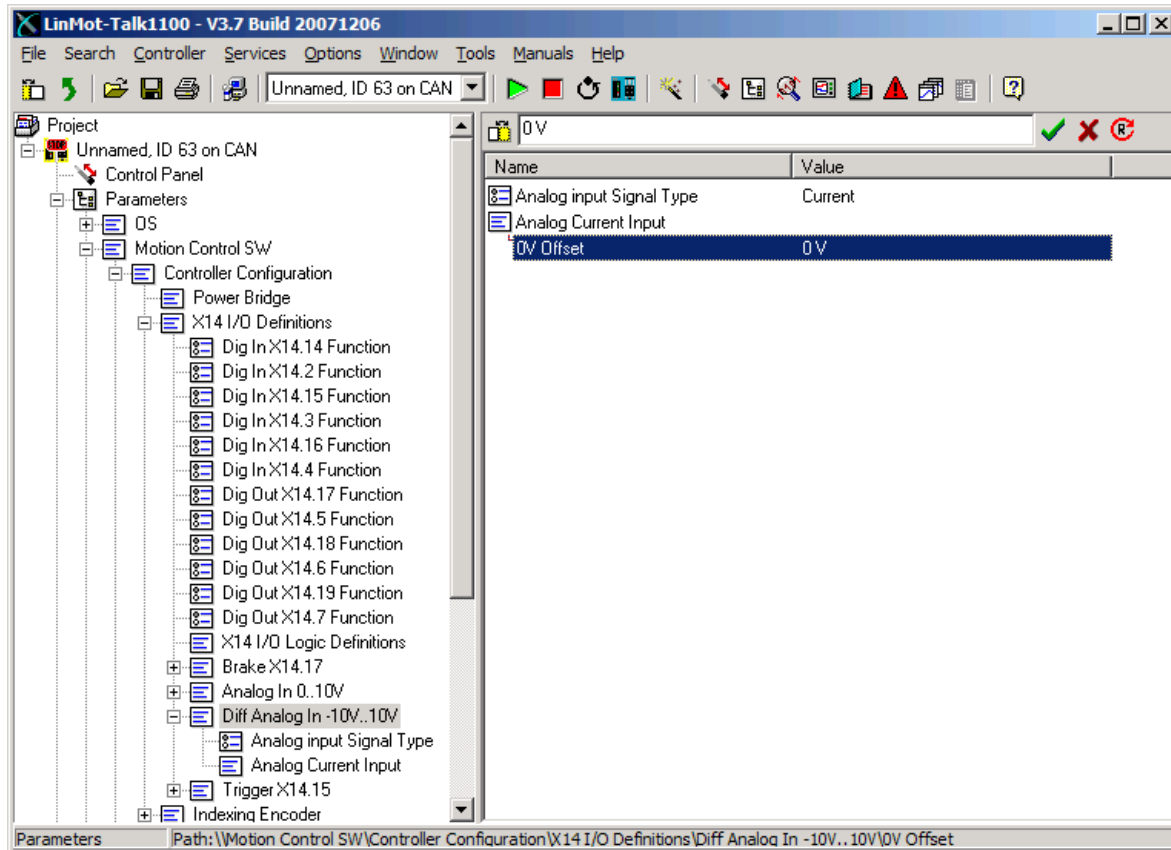 LinMot-Talk1100 - V3.7 Build 20071206
File Search Controller Services Options Window Tools Manuals Help
Unnamed, ID 63 on CAN
Project
Unnamed, ID 63 on CAN
Control Panel
Parameters
OS
Motion Control SW
Controller Configuration
Power Bridge
X14 I/O Definitions
Dig In X14.14 Function
Dig In X14.2 Function
Dig In X14.15 Function
Dig In X14.3 Function
Dig In X14.16 Function
Dig In X14.4 Function
Dig Out X14.17 Function
Dig Out X14.5 Function
Dig Out X14.18 Function
Dig Out X14.6 Function
Dig Out X14.19 Function
Dig Out X14.7 Function
X14 I/O Logic Definitions
Brake X14.17
Analog In 0..10V
Diff Analog In -10V..10V
Analog input Signal Type
Analog Current Input
Trigger X14.15
Indexing Encoder
0 V
Name Value
Analog input Signal Type Current
Analog Current Input
0V Offset 0 V
Parameters Path: \\Motion Control SW\Controller Configuration\X14 I/O Definitions\Diff Analog In -10V..10V\0V Offset